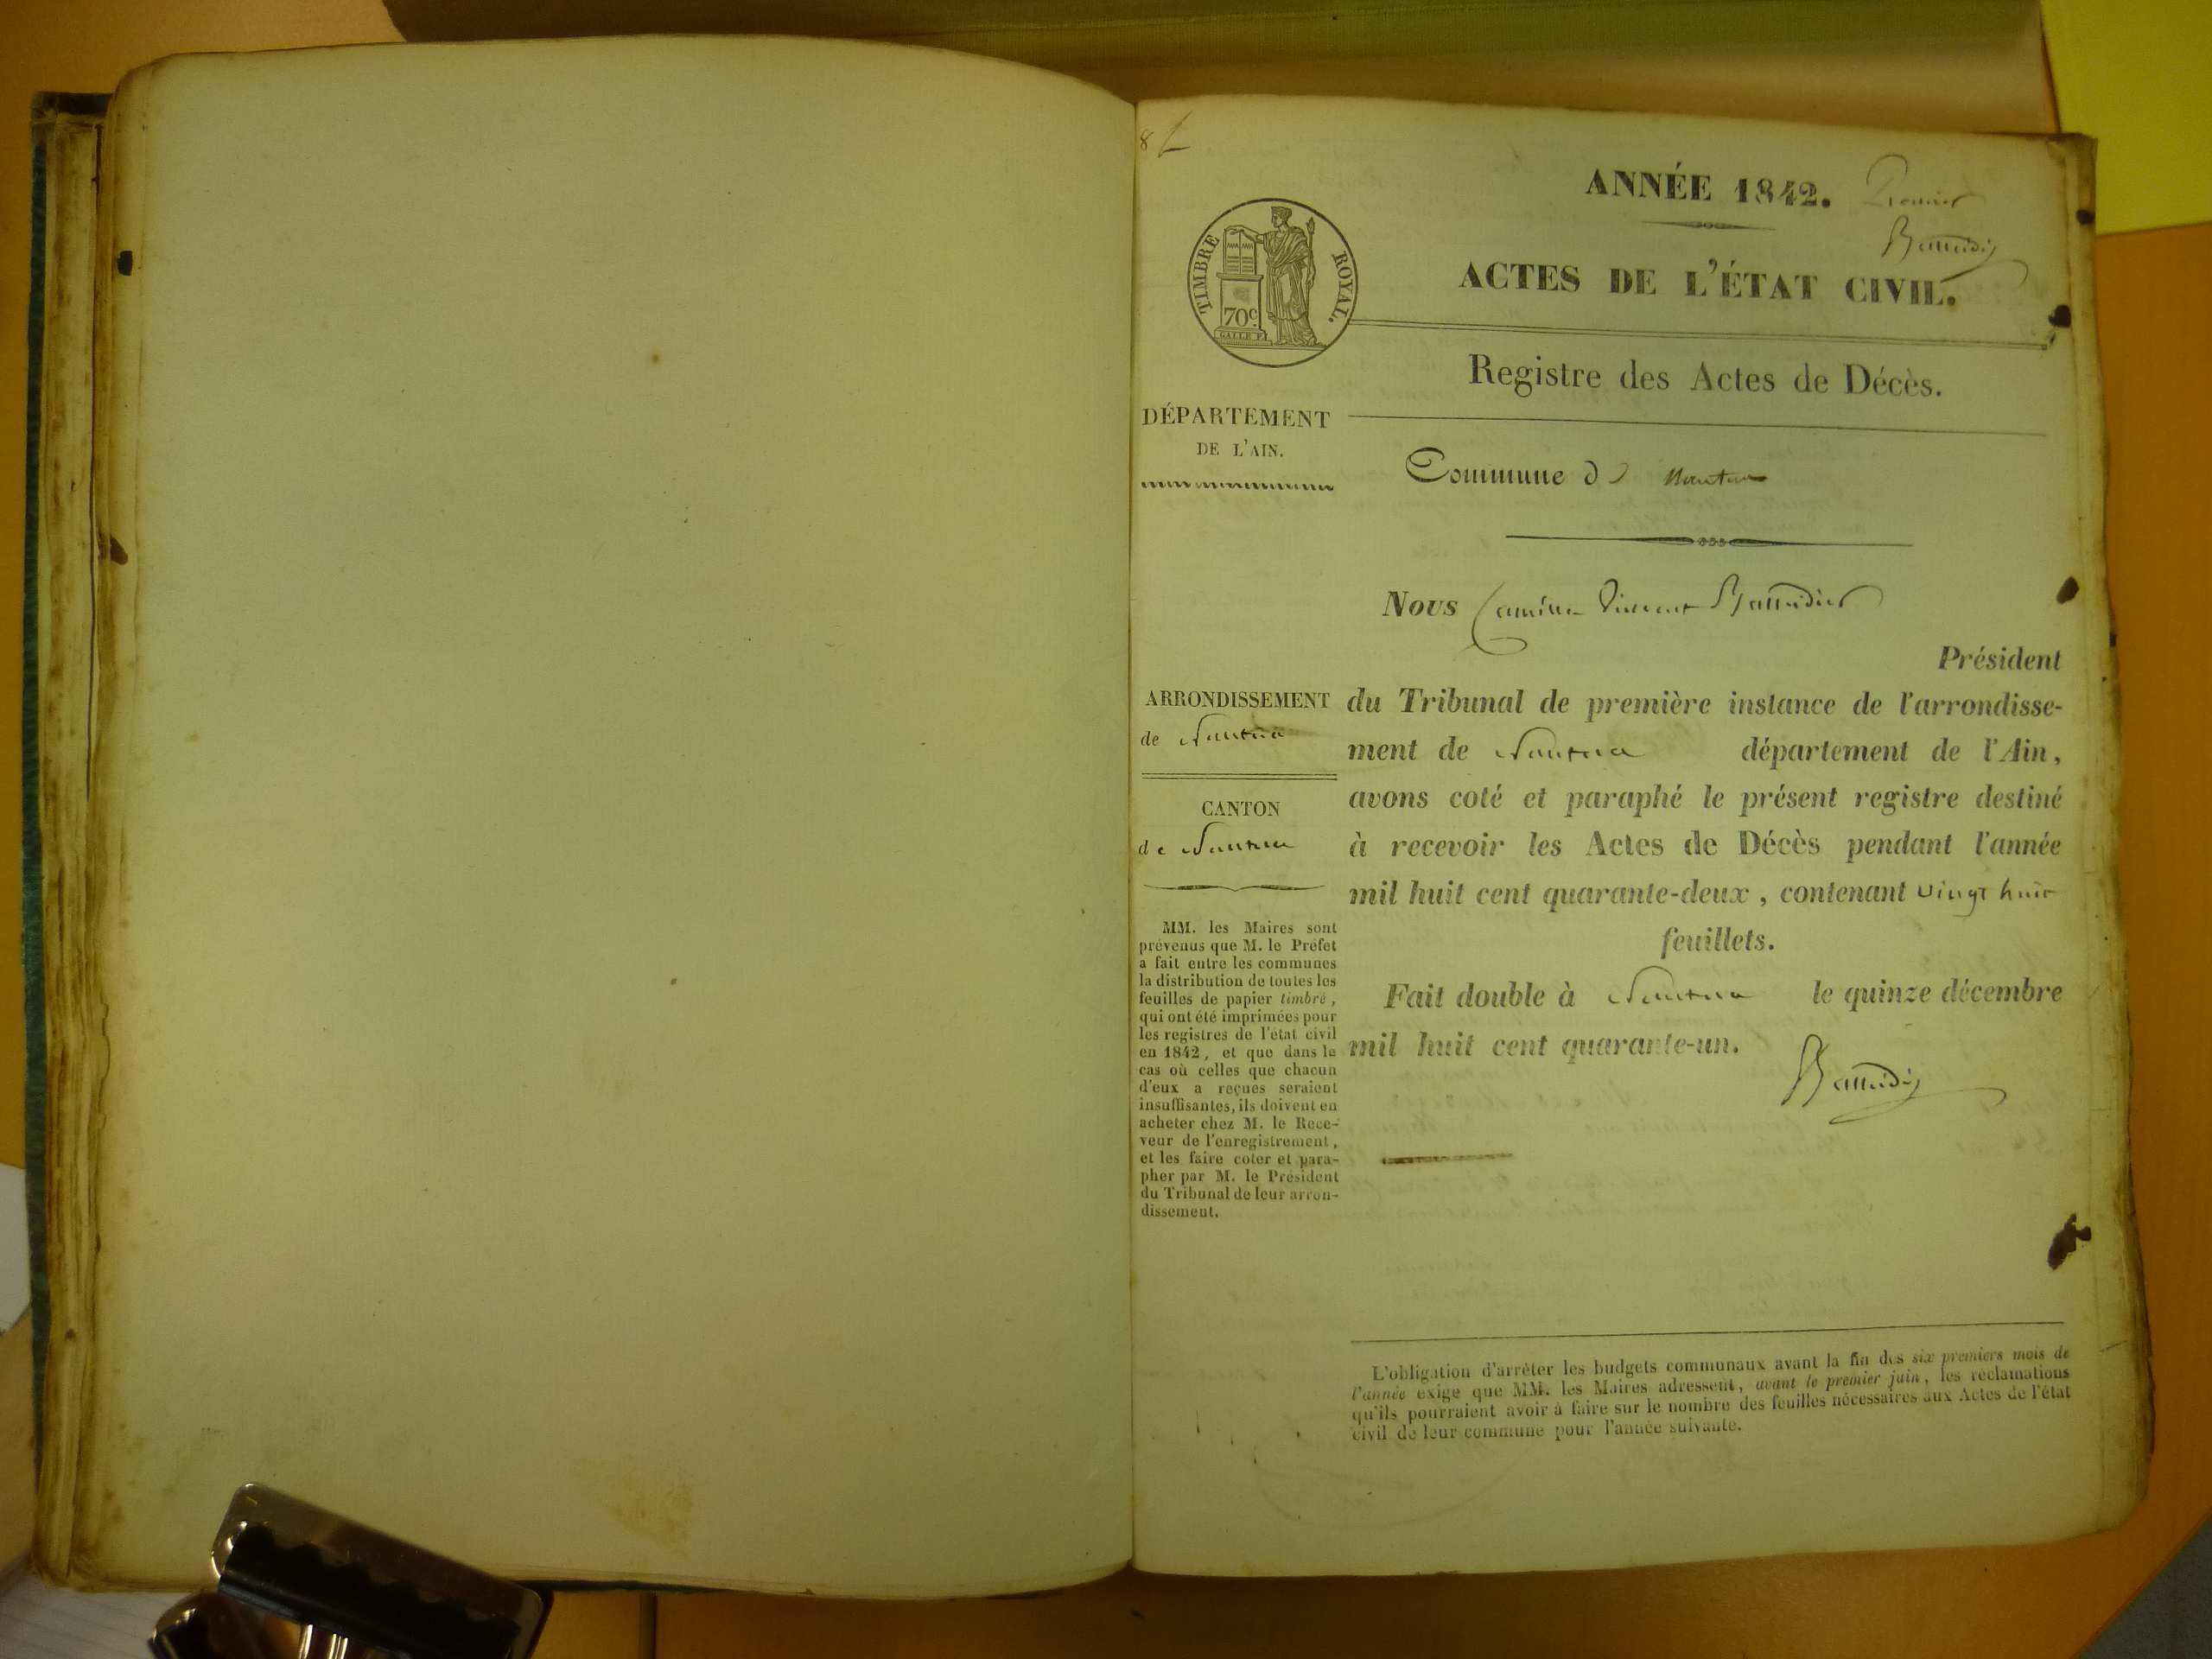 ANNÉE 1842. Premier
ACTES DE L'ÉTAT CIVIL.
TIMBRE ROYAL.
70c.
GALLE F.
Registre des Actes de Décès.
DÉPARTEMENT
DE L'AIN.
Commune de Nantua
Nous Vincent
Président
ARRONDISSEMENT
de Nantua
du Tribunal de première instance de l'arrondisse-
ment de Nantua département de l'Ain,
avons coté et paraphé le présent registre destiné
à recevoir les Actes de Décès pendant l'année
mil huit cent quarante-deux, contenant vingt huit
feuillets.
Fait double à Nantua le quinze décembre
mil huit cent quarante-un.
CANTON
de Nantua
MM. les Maires sont
prévenus que M. le Préfet
a fait entre les communes
la distribution de toutes les
feuilles de papier timbré,
qui ont été imprimées pour
les registres de l'état civil
en 1842, et que dans le
cas où celles que chacun
d'eux a reçues seraient
insuffisantes, ils doivent en
acheter chez M. le Rece-
veur de l'enregistrement,
et les faire coter et para-
pher par M. le Président
du Tribunal de leur arron-
dissement.
L'obligation d'arrêter les budgets communaux avant la fin des six premiers mois de
l'année exige que MM. les Maires adressent, avant le premier juin, les réclamations
qu'ils pourraient avoir à faire sur le nombre des feuilles nécessaires aux Actes de l'état
civil de leur commune pour l'année suivante.